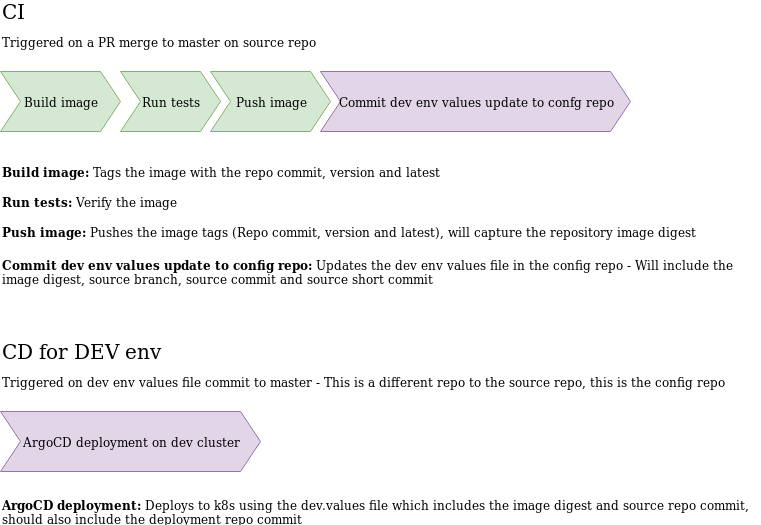 CI
Triggered on a PR merge to master on source repo
Build image
Run tests
Push image
Commit dev env values update to confg repo
Build image: Tags the image with the repo commit, version and latest
Run tests: Verify the image
Push image: Pushes the image tags (Repo commit, version and latest), will capture the repository image digest
Commit dev env values update to config repo: Updates the dev env values file in the config repo - Will include the
image digest, source branch, source commit and source short commit
CD for DEV env
Triggered on dev env values file commit to master - This is a different repo to the source repo, this is the config repo
ArgoCD deployment on dev cluster
ArgoCD deployment: Deploys to k8s using the dev.values file which includes the image digest and source repo commit,
should also include the deployment repo commit